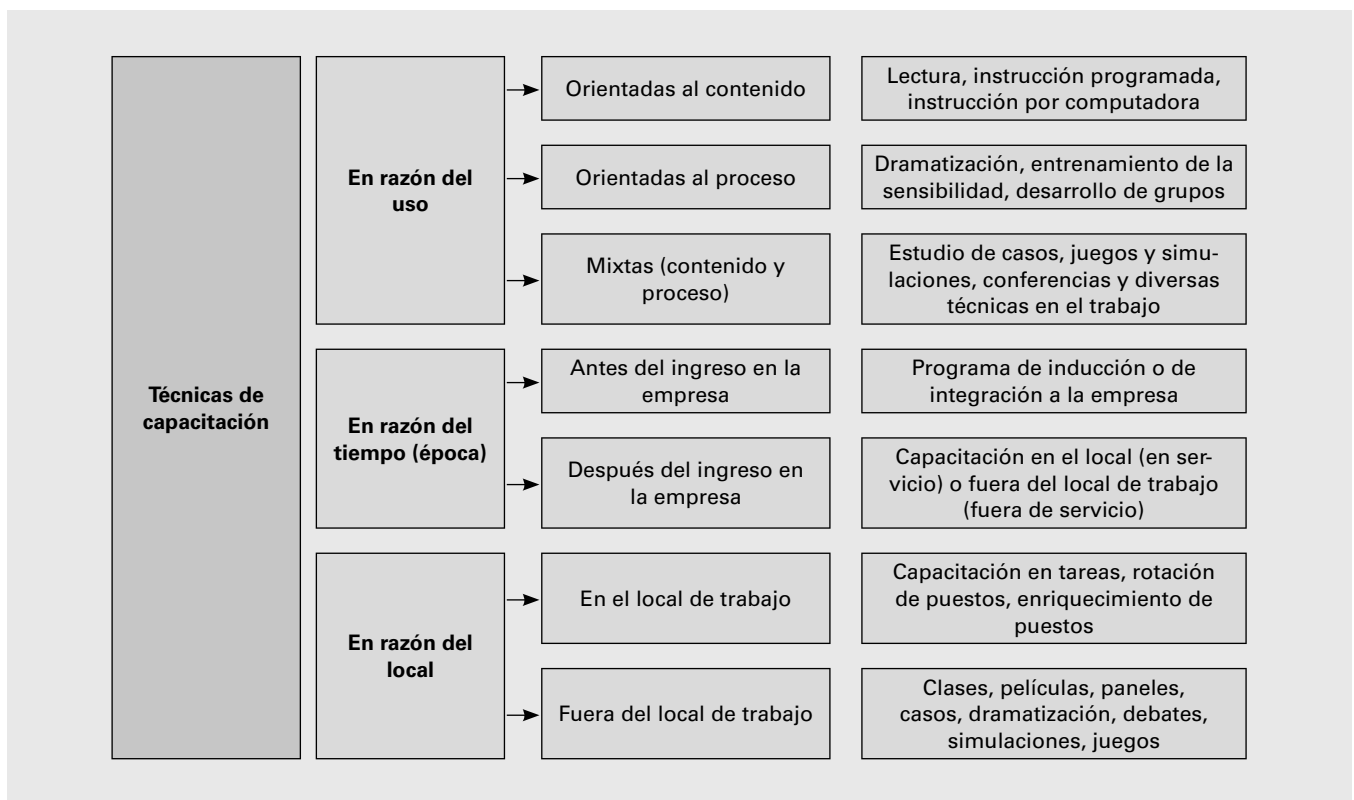 Técnicas de
capacitación
En razón del
uso
Orientadas al contenido
Lectura, instrucción programada,
instrucción por computadora
Orientadas al proceso
Dramatización, entrenamiento de la
sensibilidad, desarrollo de grupos
Mixtas (contenido y
proceso)
Estudio de casos, juegos y simu-
laciones, conferencias y diversas
técnicas en el trabajo
En razón del
tiempo (época)
Antes del ingreso en la
empresa
Programa de inducción o de
integración a la empresa
Después del ingreso en
la empresa
Capacitación en el local (en ser-
vicio) o fuera del local de trabajo
(fuera de servicio)
En razón del
local
En el local de trabajo
Capacitación en tareas, rotación
de puestos, enriquecimiento de
puestos
Fuera del local de trabajo
Clases, películas, paneles,
casos, dramatización, debates,
simulaciones, juegos